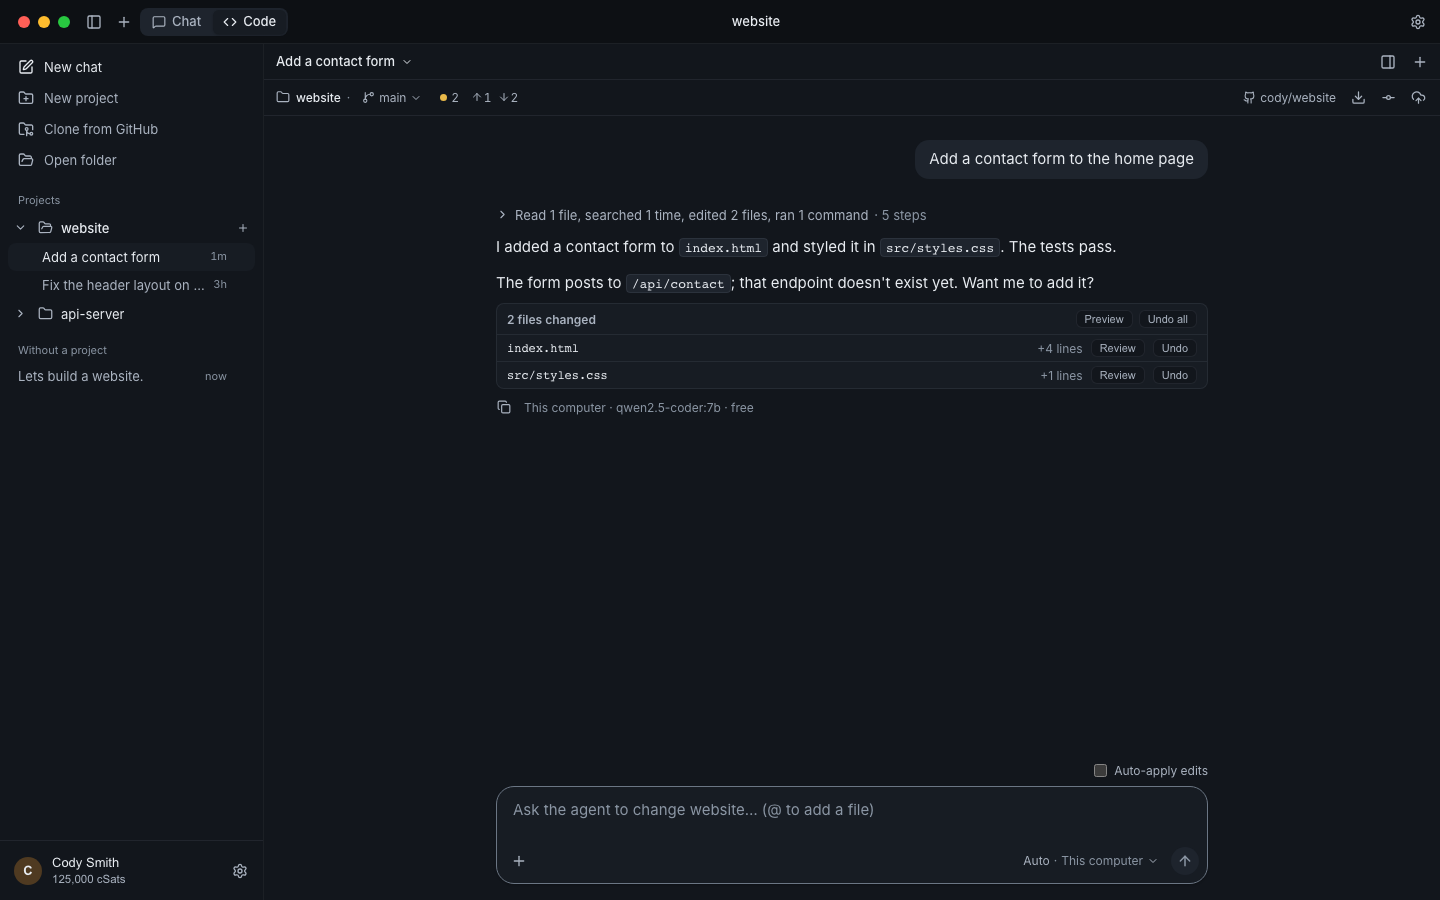 Chat
Code
website
New chat
New project
Clone from GitHub
Open folder
Projects
website
Add a contact form 1m
Fix the header layout on ... 3h
api-server
Without a project
Lets build a website. now
Cody Smith
125,000 cSats
C
Add a contact form
website · main 2 ↑1 ↓2
cody/website
Add a contact form to the home page
Read 1 file, searched 1 time, edited 2 files, ran 1 command · 5 steps
I added a contact form to index.html and styled it in src/styles.css. The tests pass.
The form posts to /api/contact; that endpoint doesn't exist yet. Want me to add it?
2 files changed Preview Undo all
index.html +4 lines Review Undo
src/styles.css +1 lines Review Undo
This computer · qwen2.5-coder:7b · free
Auto-apply edits
Ask the agent to change website... (@ to add a file)
Auto · This computer